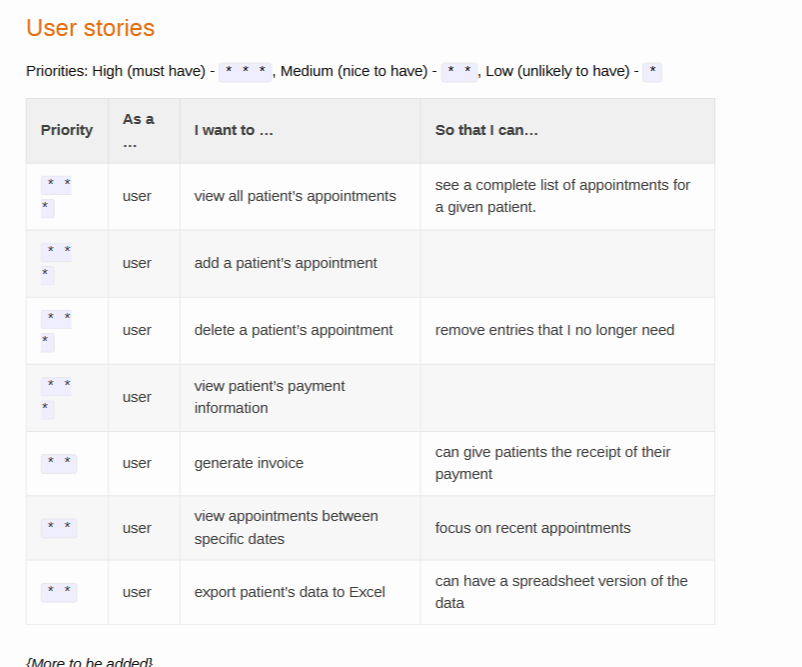 User stories
Priorities: High (must have) - * * *, Medium (nice to have) - * *, Low (unlikely to have) - *
Priority
As a
…
I want to …
So that I can…
* *
*
user
view all patient’s appointments
see a complete list of appointments for
a given patient.
* *
*
user
add a patient’s appointment
* *
*
user
delete a patient’s appointment
remove entries that I no longer need
* *
*
user
view patient’s payment
information
* *
user
generate invoice
can give patients the receipt of their
payment
* *
user
view appointments between
specific dates
focus on recent appointments
* *
user
export patient’s data to Excel
can have a spreadsheet version of the
data
{More to be added}